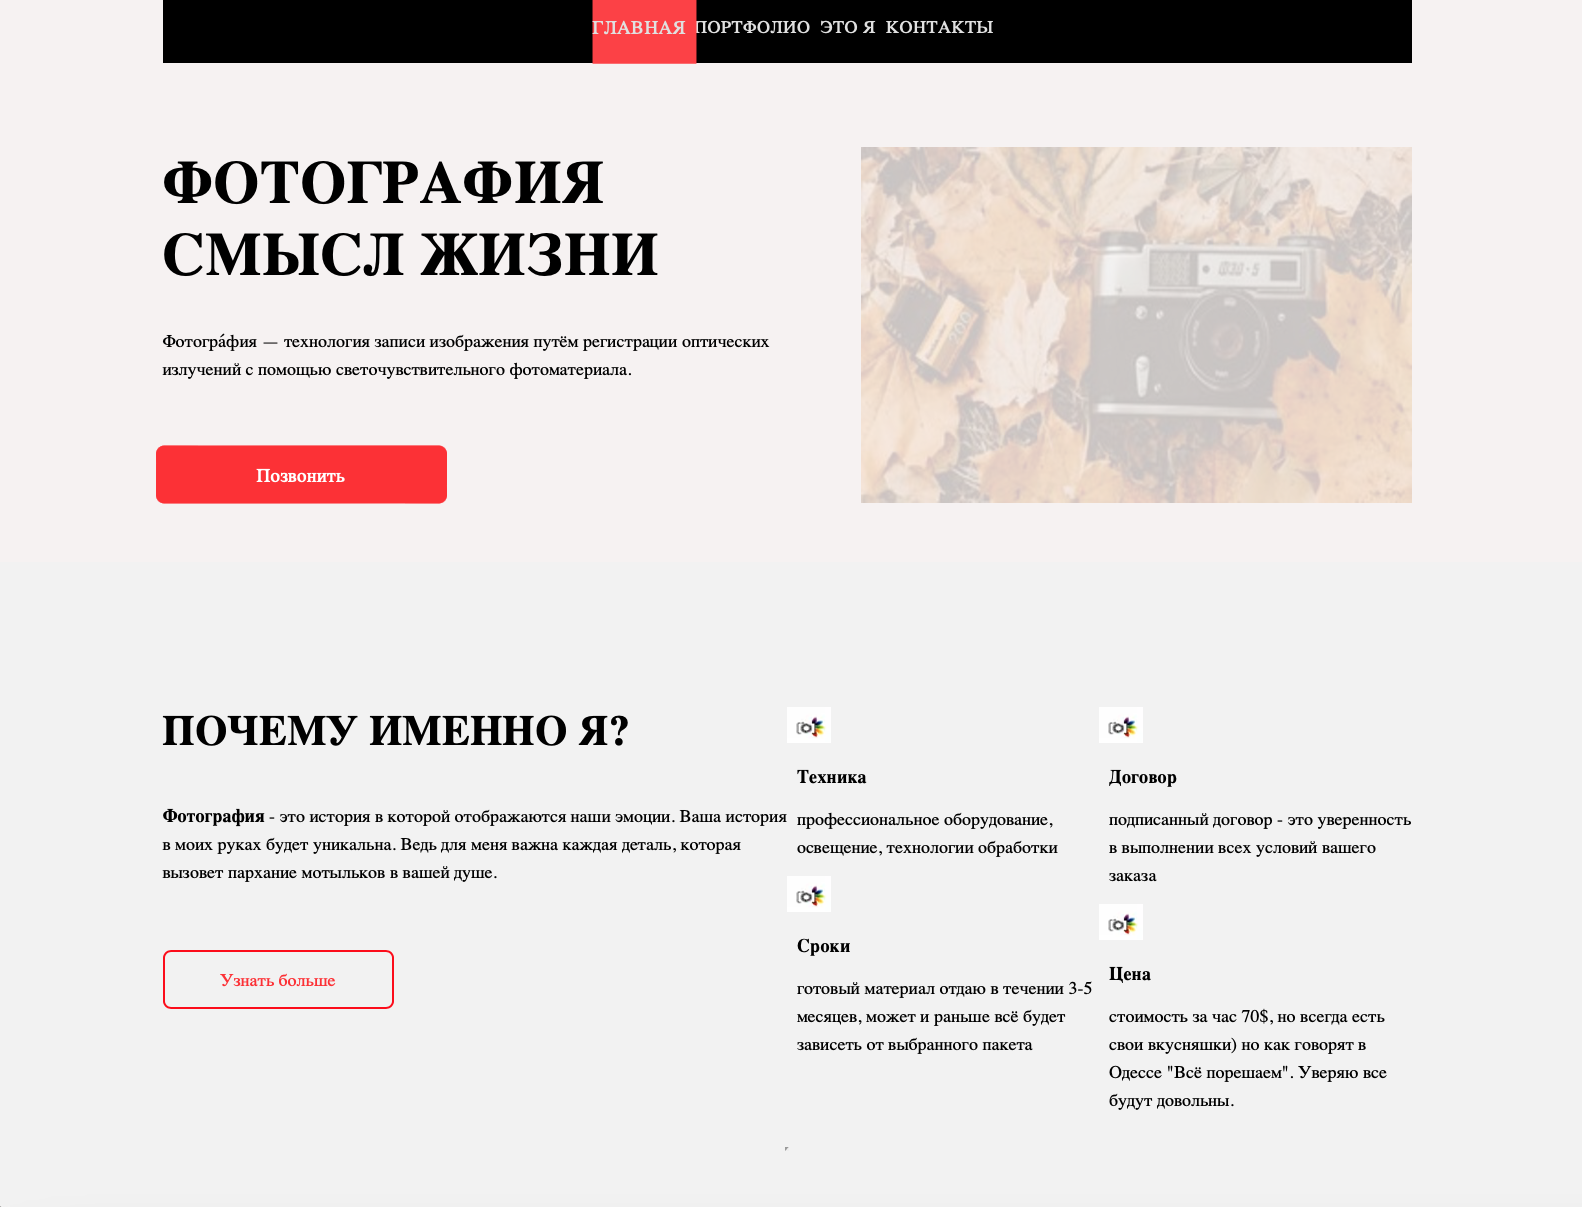 ГЛАВНАЯ ПОРТФОЛИО ЭТО Я КОНТАКТЫ
ФОТОГРАФИЯ
СМЫСЛ ЖИЗНИ
Фотогра́фия — технология записи изображения путём регистрации оптических
излучений с помощью светочувствительного фотоматериала.
Позвонить
ФЭД·5
ПОЧЕМУ ИМЕННО Я?
Фотография - это история в которой отображаются наши эмоции. Ваша история
в моих руках будет уникальна. Ведь для меня важна каждая деталь, которая
вызовет пархание мотыльков в вашей душе.
Узнать больше
Техника
профессиональное оборудование,
освещение, технологии обработки
Сроки
готовый материал отдаю в течении 3-5
месяцев, может и раньше всё будет
зависеть от выбранного пакета
Договор
подписанный договор - это уверенность
в выполнении всех условий вашего
заказа
Цена
стоимость за час 70$, но всегда есть
свои вкусняшки) но как говорят в
Одессе "Всё порешаем". Уверяю все
будут довольны.